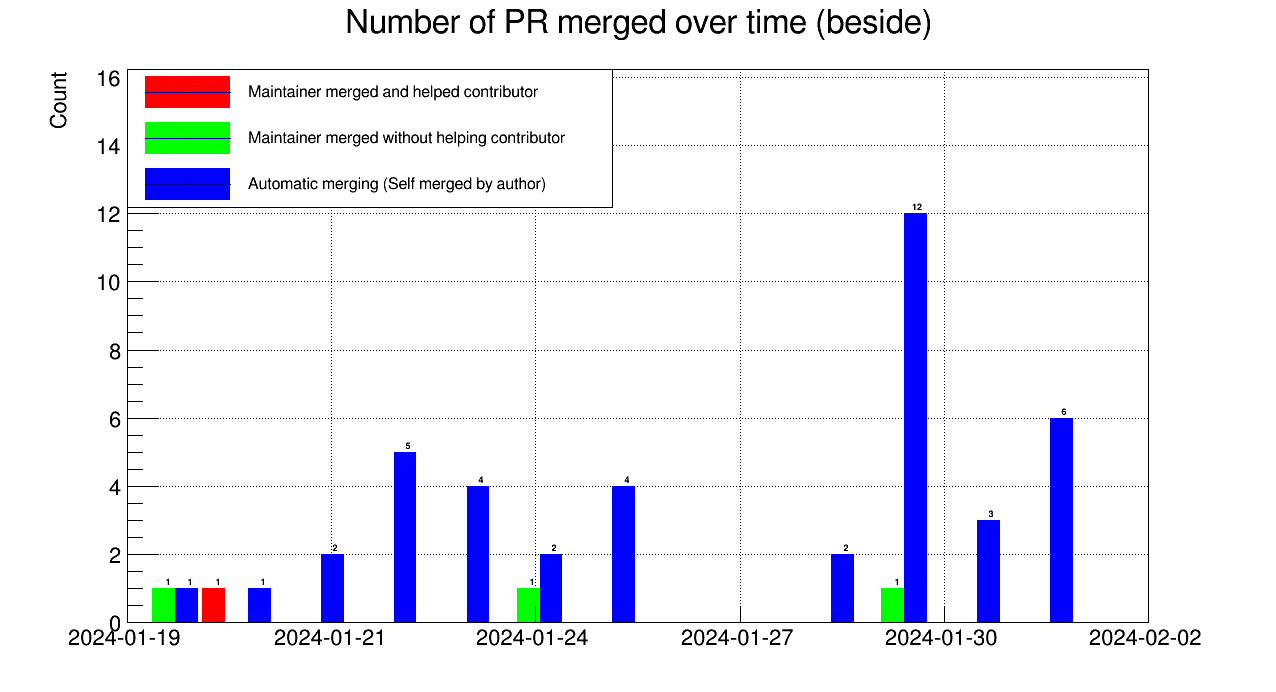 Number of PR merged over time (beside)
Count
16
14
12
10
8
6
4
2
0
Maintainer merged and helped contributor
Maintainer merged without helping contributor
Automatic merging (Self merged by author)
1 1 1 1 2 5 4 1 2 4 2 1 12 3 6
2024-01-19 2024-01-21 2024-01-24 2024-01-27 2024-01-30 2024-02-02